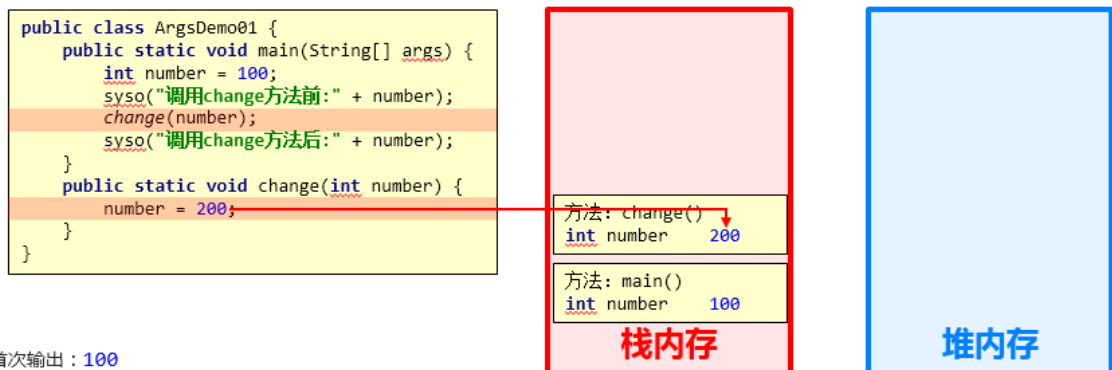 public class ArgsDemo01 {
public static void main(String[] args) {
int number = 100;
syso("调用change方法前:" + number);
change(number);
syso("调用change方法后:" + number);
}
public static void change(int number) {
number = 200;
}
}
方法: change()
int number 200
方法: main()
int number 100
栈内存
堆内存
次输出：100